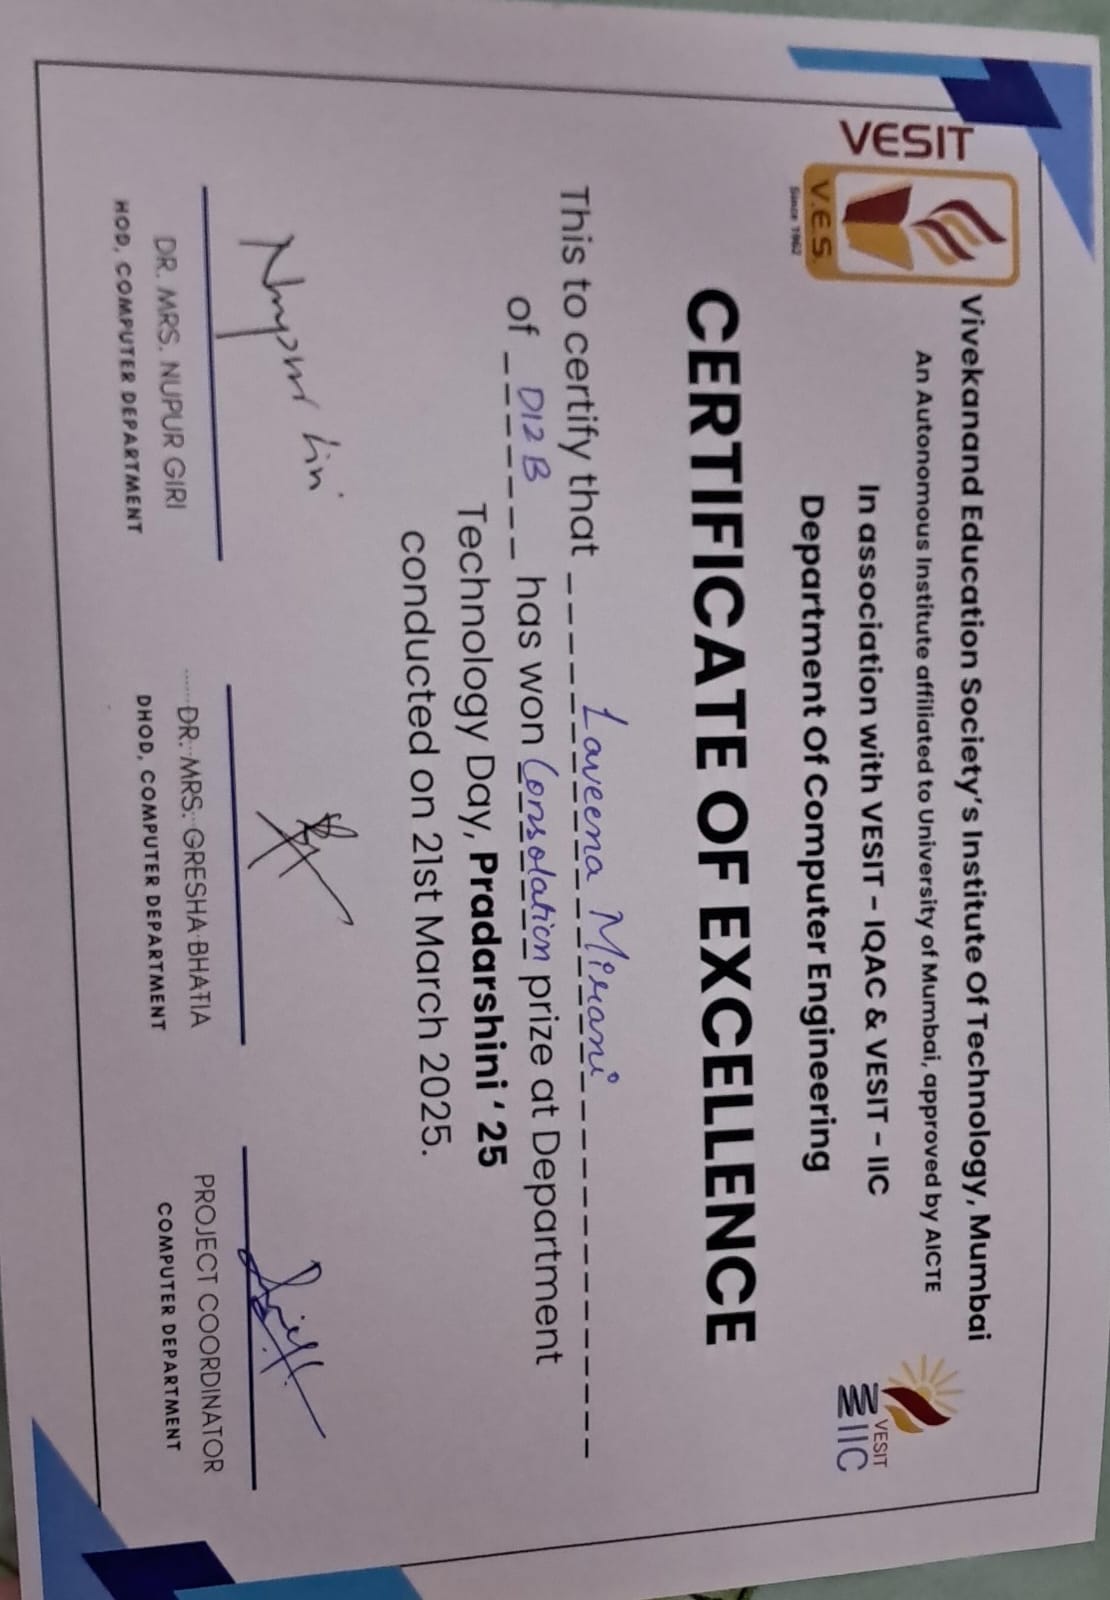 VESIT
V.E.S.
Since 1962
Vivekanand Education Society's Institute Of Technology, Mumbai
An Autonomous Institute affiliated to University of Mumbai, approved by AICTE
In association with VESIT - IQAC & VESIT - IIC
Department Of Computer Engineering
VESIT
IIC
CERTIFICATE OF EXCELLENCE
This to certify that Laveena Mirani
of D12B has won Consolation prize at Department
Technology Day, Pradarshini '25
conducted on 21st March 2025.
DR. MRS. NUPUR GIRI
HOD, COMPUTER DEPARTMENT
DR. MRS. GRESHA BHATIA
DHOD, COMPUTER DEPARTMENT
PROJECT COORDINATOR
COMPUTER DEPARTMENT